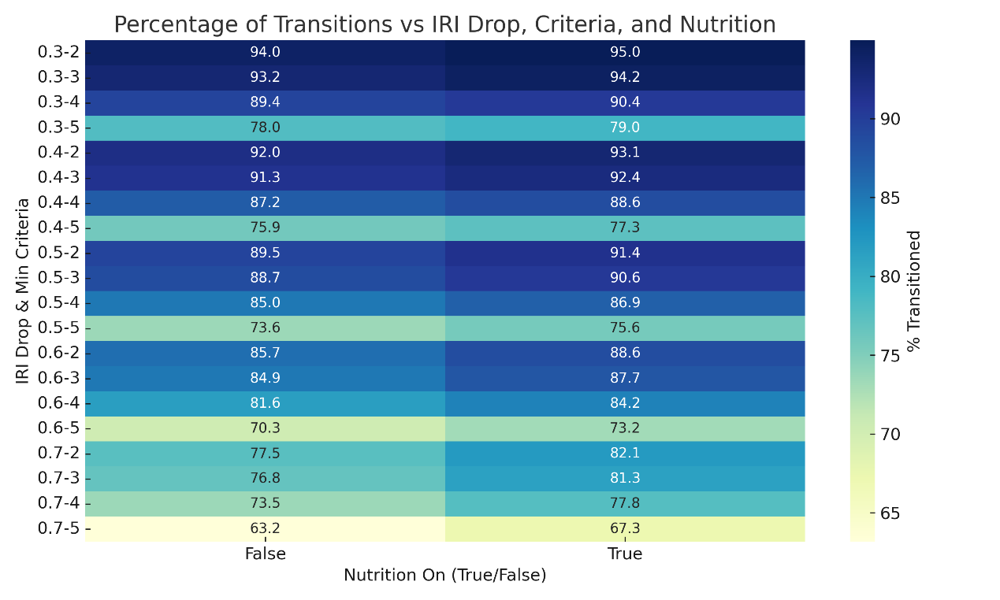 Percentage of Transitions vs IRI Drop, Criteria, and Nutrition
0.3-2 94.0 95.0
0.3-3 93.2 94.2
0.3-4 89.4 90.4
0.3-5 78.0 79.0
0.4-2 92.0 93.1
0.4-3 91.3 92.4
0.4-4 87.2 88.6
0.4-5 75.9 77.3
0.5-2 89.5 91.4
0.5-3 88.7 90.6
0.5-4 85.0 86.9
0.5-5 73.6 75.6
0.6-2 85.7 88.6
0.6-3 84.9 87.7
0.6-4 81.6 84.2
0.6-5 70.3 73.2
0.7-2 77.5 82.1
0.7-3 76.8 81.3
0.7-4 73.5 77.8
0.7-5 63.2 67.3
False True
Nutrition On (True/False)
IRI Drop & Min Criteria
90
85
80
75
70
65
% Transitioned